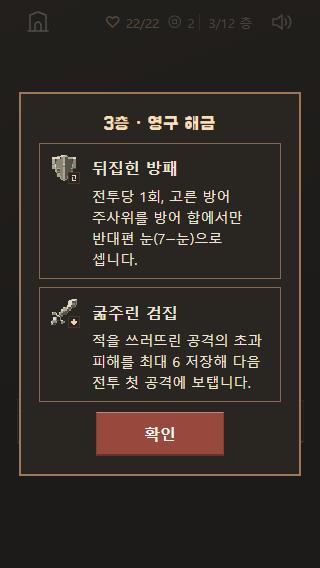 22/22 2 3/12 층
3층 · 영구 해금
뒤집힌 방패
전투당 1회, 고른 방어
주사위를 방어 합에서만
반대편 눈(7−눈)으로
셉니다.
굶주린 검집
적을 쓰러뜨린 공격의 초과
피해를 최대 6 저장해 다음
전투 첫 공격에 보탭니다.
확인